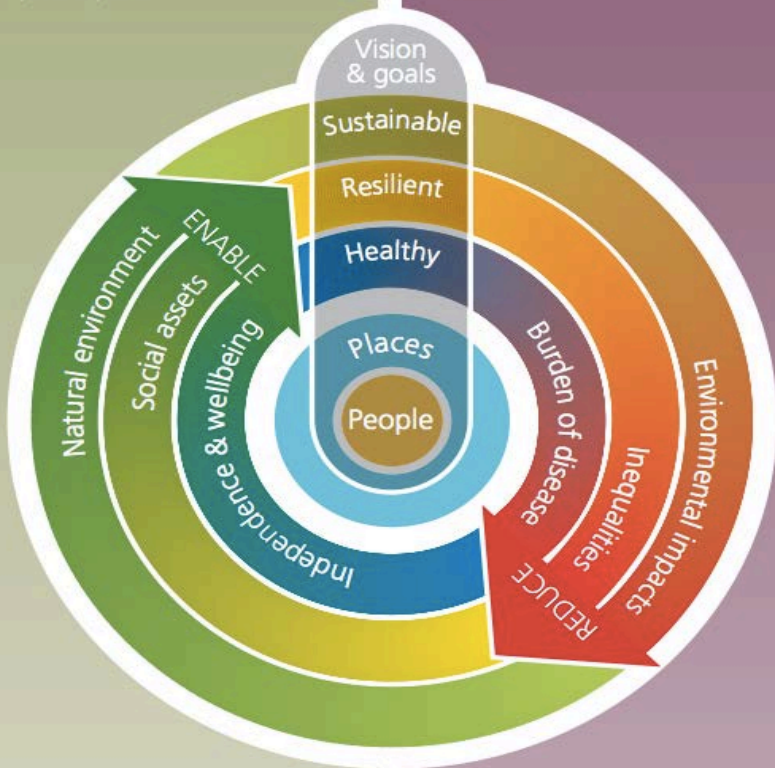 Vision
& goals
Sustainable
Resilient
Healthy
Places
People
ENABLE
Natural environment
Social assets
Independence & wellbeing
Burden of disease
Inequalities
Environmental impacts
REDUCE